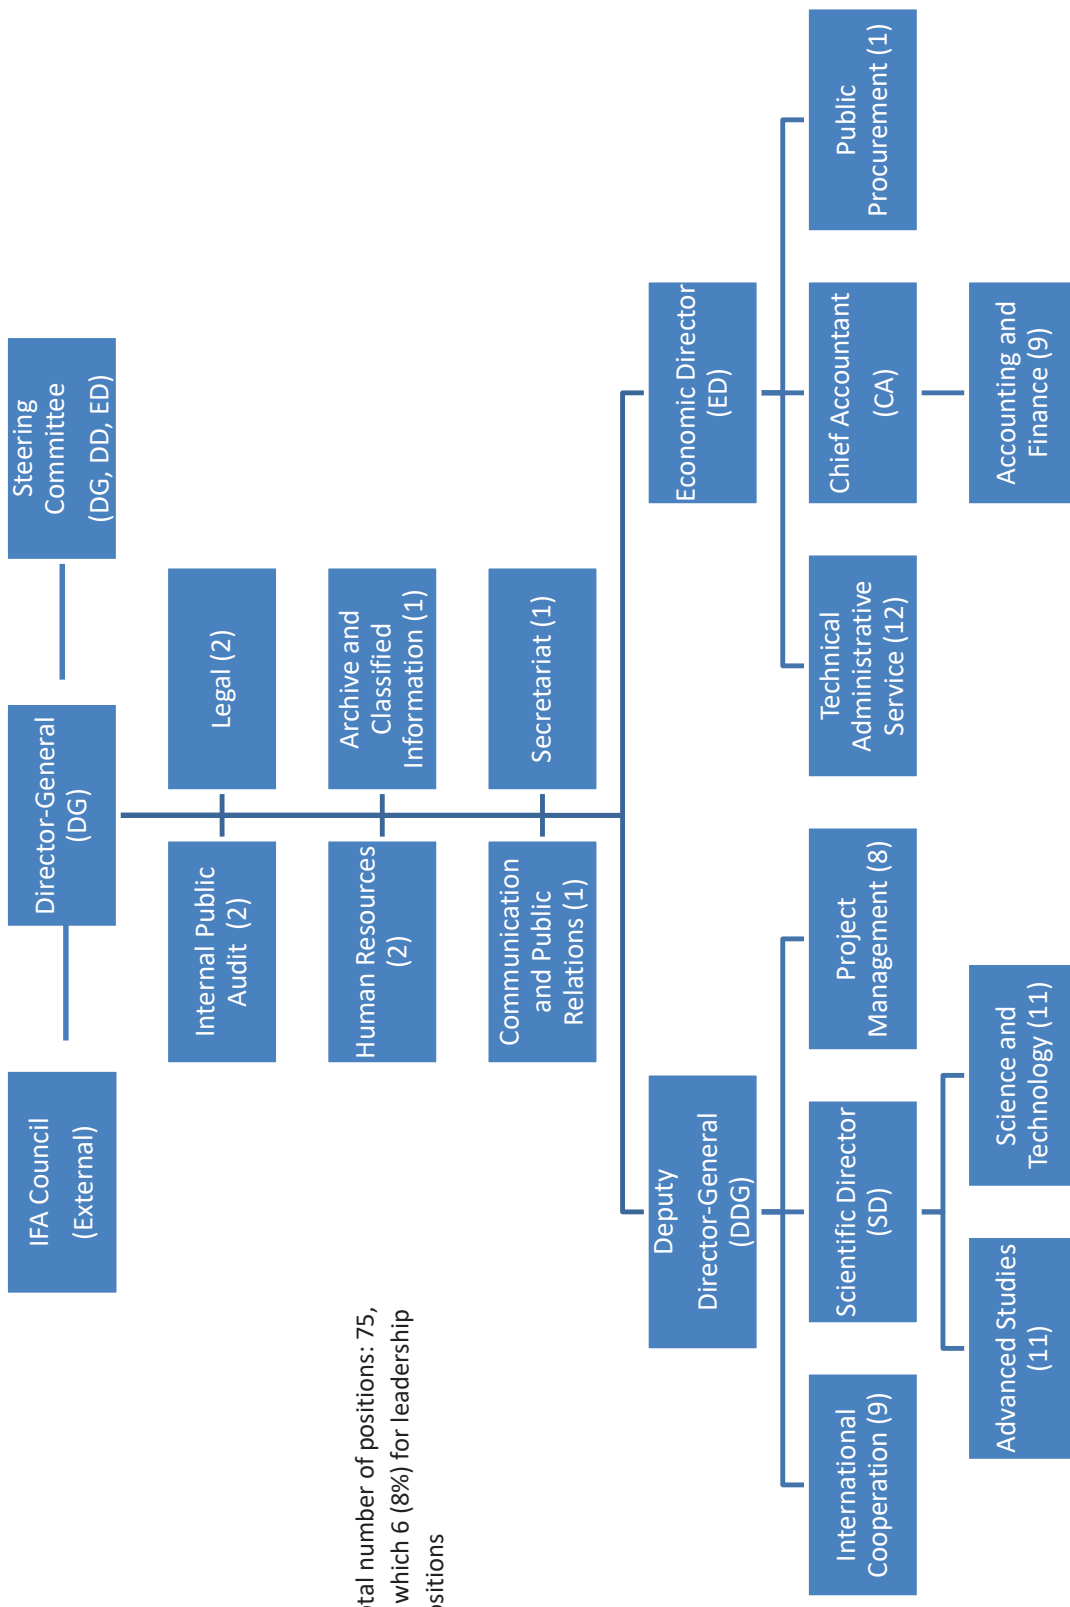 IFA Council
(External)
Director-General
(DG)
Steering
Committee
(DG, DD, ED)
Internal Public
Audit (2)
Legal (2)
otal number of positions: 75,
which 6 (8%) for leadership
ositions
Human Resources
(2)
Archive and
Classified
Information (1)
Communication
and Public
Relations (1)
Secretariat (1)
Deputy
Director-General
(DDG)
Economic Director
(ED)
International
Cooperation (9)
Scientific Director
(SD)
Project
Management (8)
Technical
Administrative
Service (12)
Chief Accountant
(CA)
Public
Procurement (1)
Advanced Studies
(11)
Science and
Technology (11)
Accounting and
Finance (9)